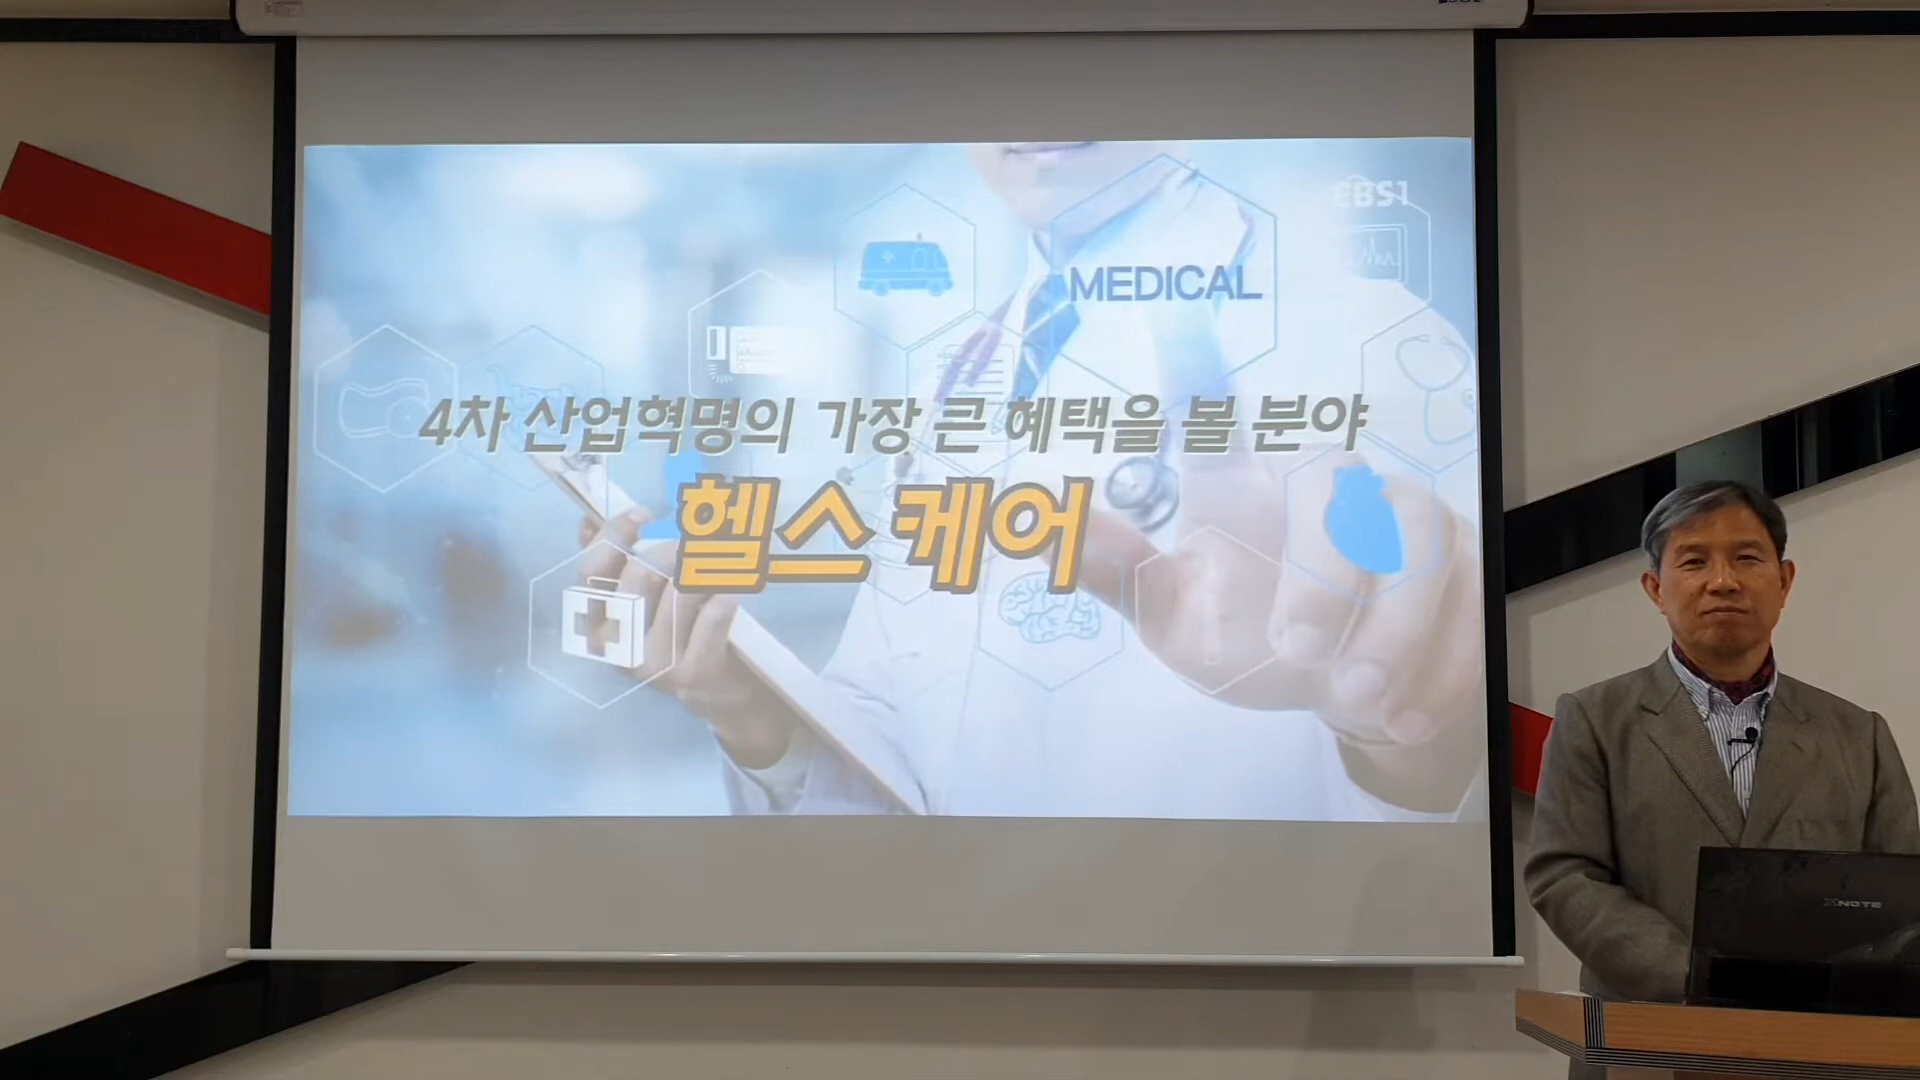 EBS1
MEDICAL
4차 산업혁명의 가장 큰 혜택을 볼 분야
헬스 케어
XNOTE